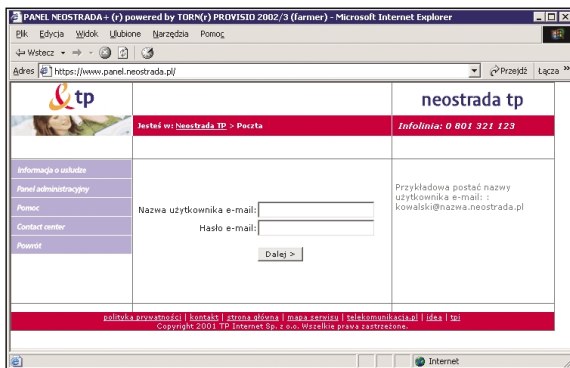 PANEL NEOSTRADA+ (r) powered by TORN(r) PROVISIO 2002/3 (farmer) - Microsoft Internet Explorer
Plik Edycja Widok Ulubione Narzędzia Pomoc
Wstecz
Adres https://www.panel.neostrada.pl/ Przejdź Łącza »
tp
neostrada tp
Jesteś w: Neostrada TP > Poczta
Infolinia: 0 801 321 123
Informacja o usłudze
Panel administracyjny
Pomoc
Contact center
Powrót
Nazwa użytkownika e-mail:
Hasło e-mail:
Dalej >
Przykładowa postać nazwy
użytkownika e-mail: :
kowalski@nazwa.neostrada.pl
polityka prywatności | kontakt | strona główna | mapa serwisu | telekomunikacja.pl | idea | tpi
Copyright 2001 TP Internet Sp. z o.o. Wszelkie prawa zastrzeżone.
Internet